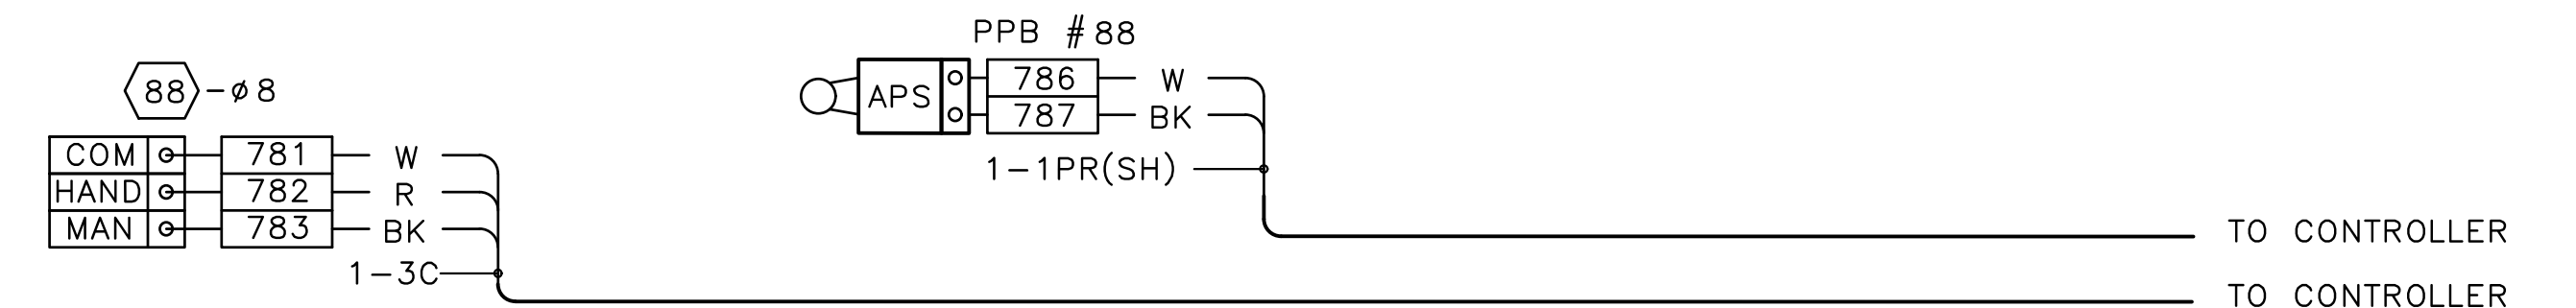 PPB #88
APS 786 W
787 BK
1-1PR(SH)
88-ø8
COM 781 W
HAND 782 R
MAN 783 BK
1-3C
TO CONTROLLER
TO CONTROLLER